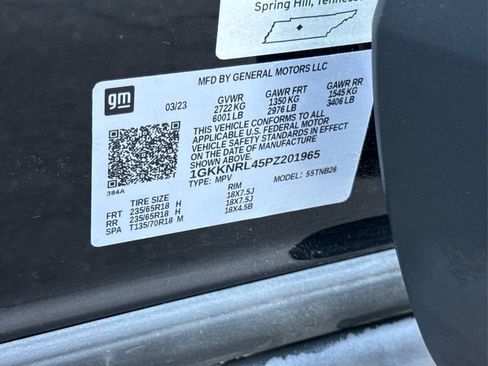 Spring Hill, Tennessee
MFD BY GENERAL MOTORS LLC
gm
03/23
GVWR GAWR FRT GAWR RR
2722 KG 1350 KG 1545 KG
6001 LB 2976 LB 3406 LB
THIS VEHICLE CONFORMS TO ALL
APPLICABLE U.S. FEDERAL MOTOR
VEHICLE SAFETY STANDARDS IN
EFFECT ON THE DATE OF
MANUFACTURE SHOWN ABOVE.
1GKKNRL45PZ201965
TYPE: MPV MODEL: 55TNB26
384A
TIRE SIZE RIM
FRT 235/65R18 H 18X7.5J
RR 235/65R18 H 18X7.5J
SPA T135/70R18 M 18X4.5B